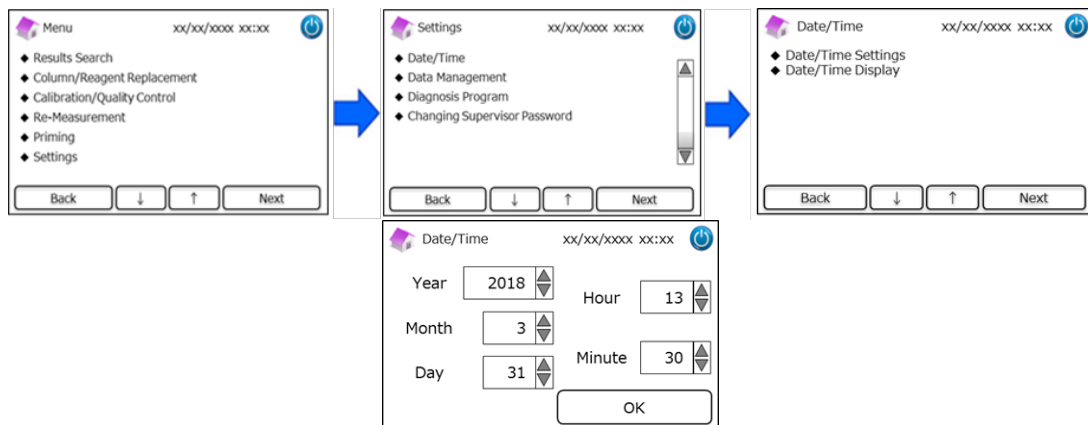 Menu xx/xx/xxxx xx:xx
◆ Results Search
◆ Column/Reagent Replacement
◆ Calibration/Quality Control
◆ Re-Measurement
◆ Priming
◆ Settings
Back ↓ ↑ Next
Settings xx/xx/xxxx xx:xx
◆ Date/Time
◆ Data Management
◆ Diagnosis Program
◆ Changing Supervisor Password
Back ↓ ↑ Next
Date/Time xx/xx/xxxx xx:xx
◆ Date/Time Settings
◆ Date/Time Display
Back ↓ ↑ Next
Date/Time xx/xx/xxxx xx:xx
Year 2018
Hour 13
Month 3
Minute 30
Day 31
OK